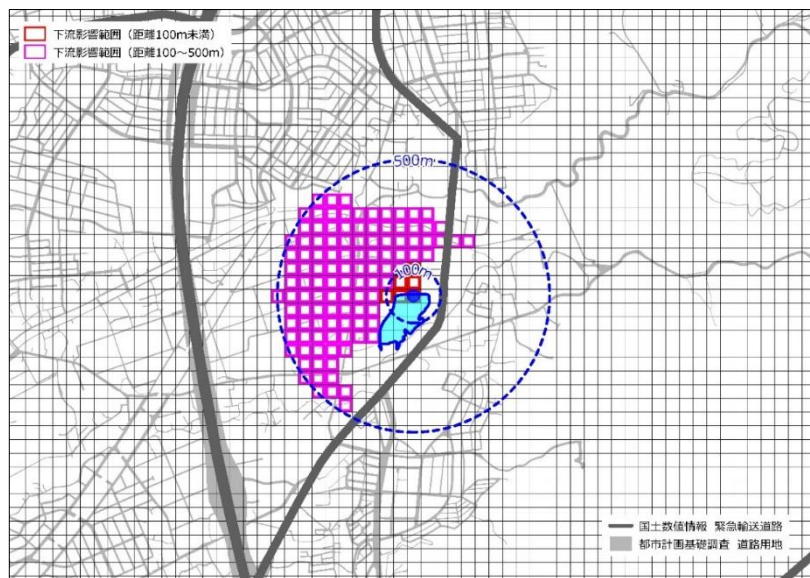 下流影響範囲（距離100m未満）
下流影響範囲（距離100～500m）
500m
100m
国土数値情報 緊急輸送道路
都市計画基礎調査 道路用地